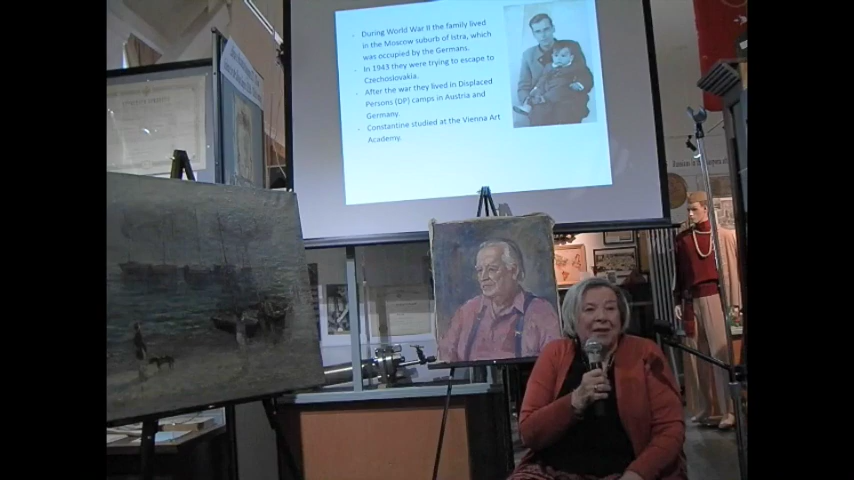 - During World War II the family lived
in the Moscow suburb of Istra, which
was occupied by the Germans.
- In 1943 they were trying to escape to
Czechoslovakia.
- After the war they lived in Displaced
Persons (DP) camps in Austria and
Germany.
- Constantine studied at the Vienna Art
Academy.